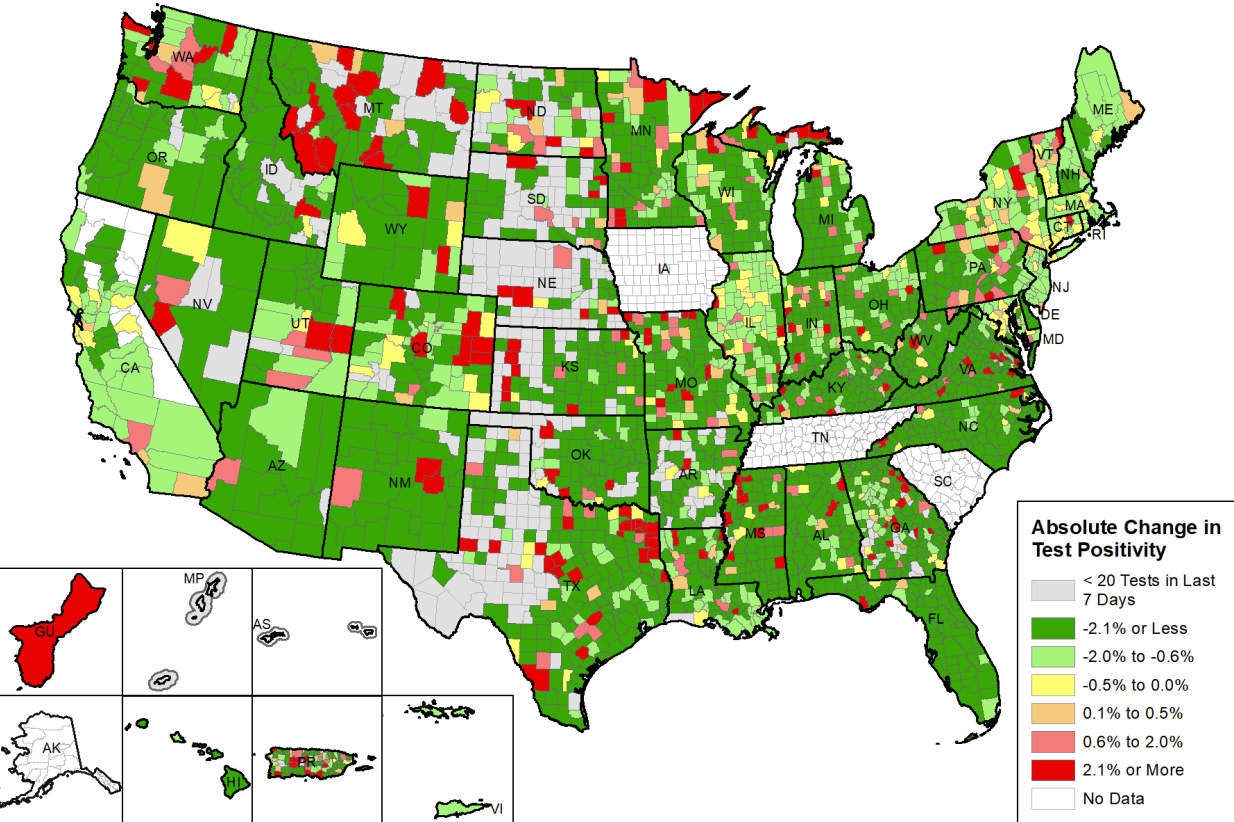 WA
MT
ND
MN
ME
OR
ID
SD
WI
VT
NH
NY
MA
CT
RI
WY
MI
IA
PA
NJ
NV
NE
OH
UT
IL
IN
DE
CA
CO
WV
MD
KS
MO
KY
VA
AZ
NM
OK
TN
NC
AR
SC
MS
AL
GA
TX
LA
FL
GU
MP
AS
AK
HI
PR
VI
Absolute Change in
Test Positivity
< 20 Tests in Last
7 Days
-2.1% or Less
-2.0% to -0.6%
-0.5% to 0.0%
0.1% to 0.5%
0.6% to 2.0%
2.1% or More
No Data